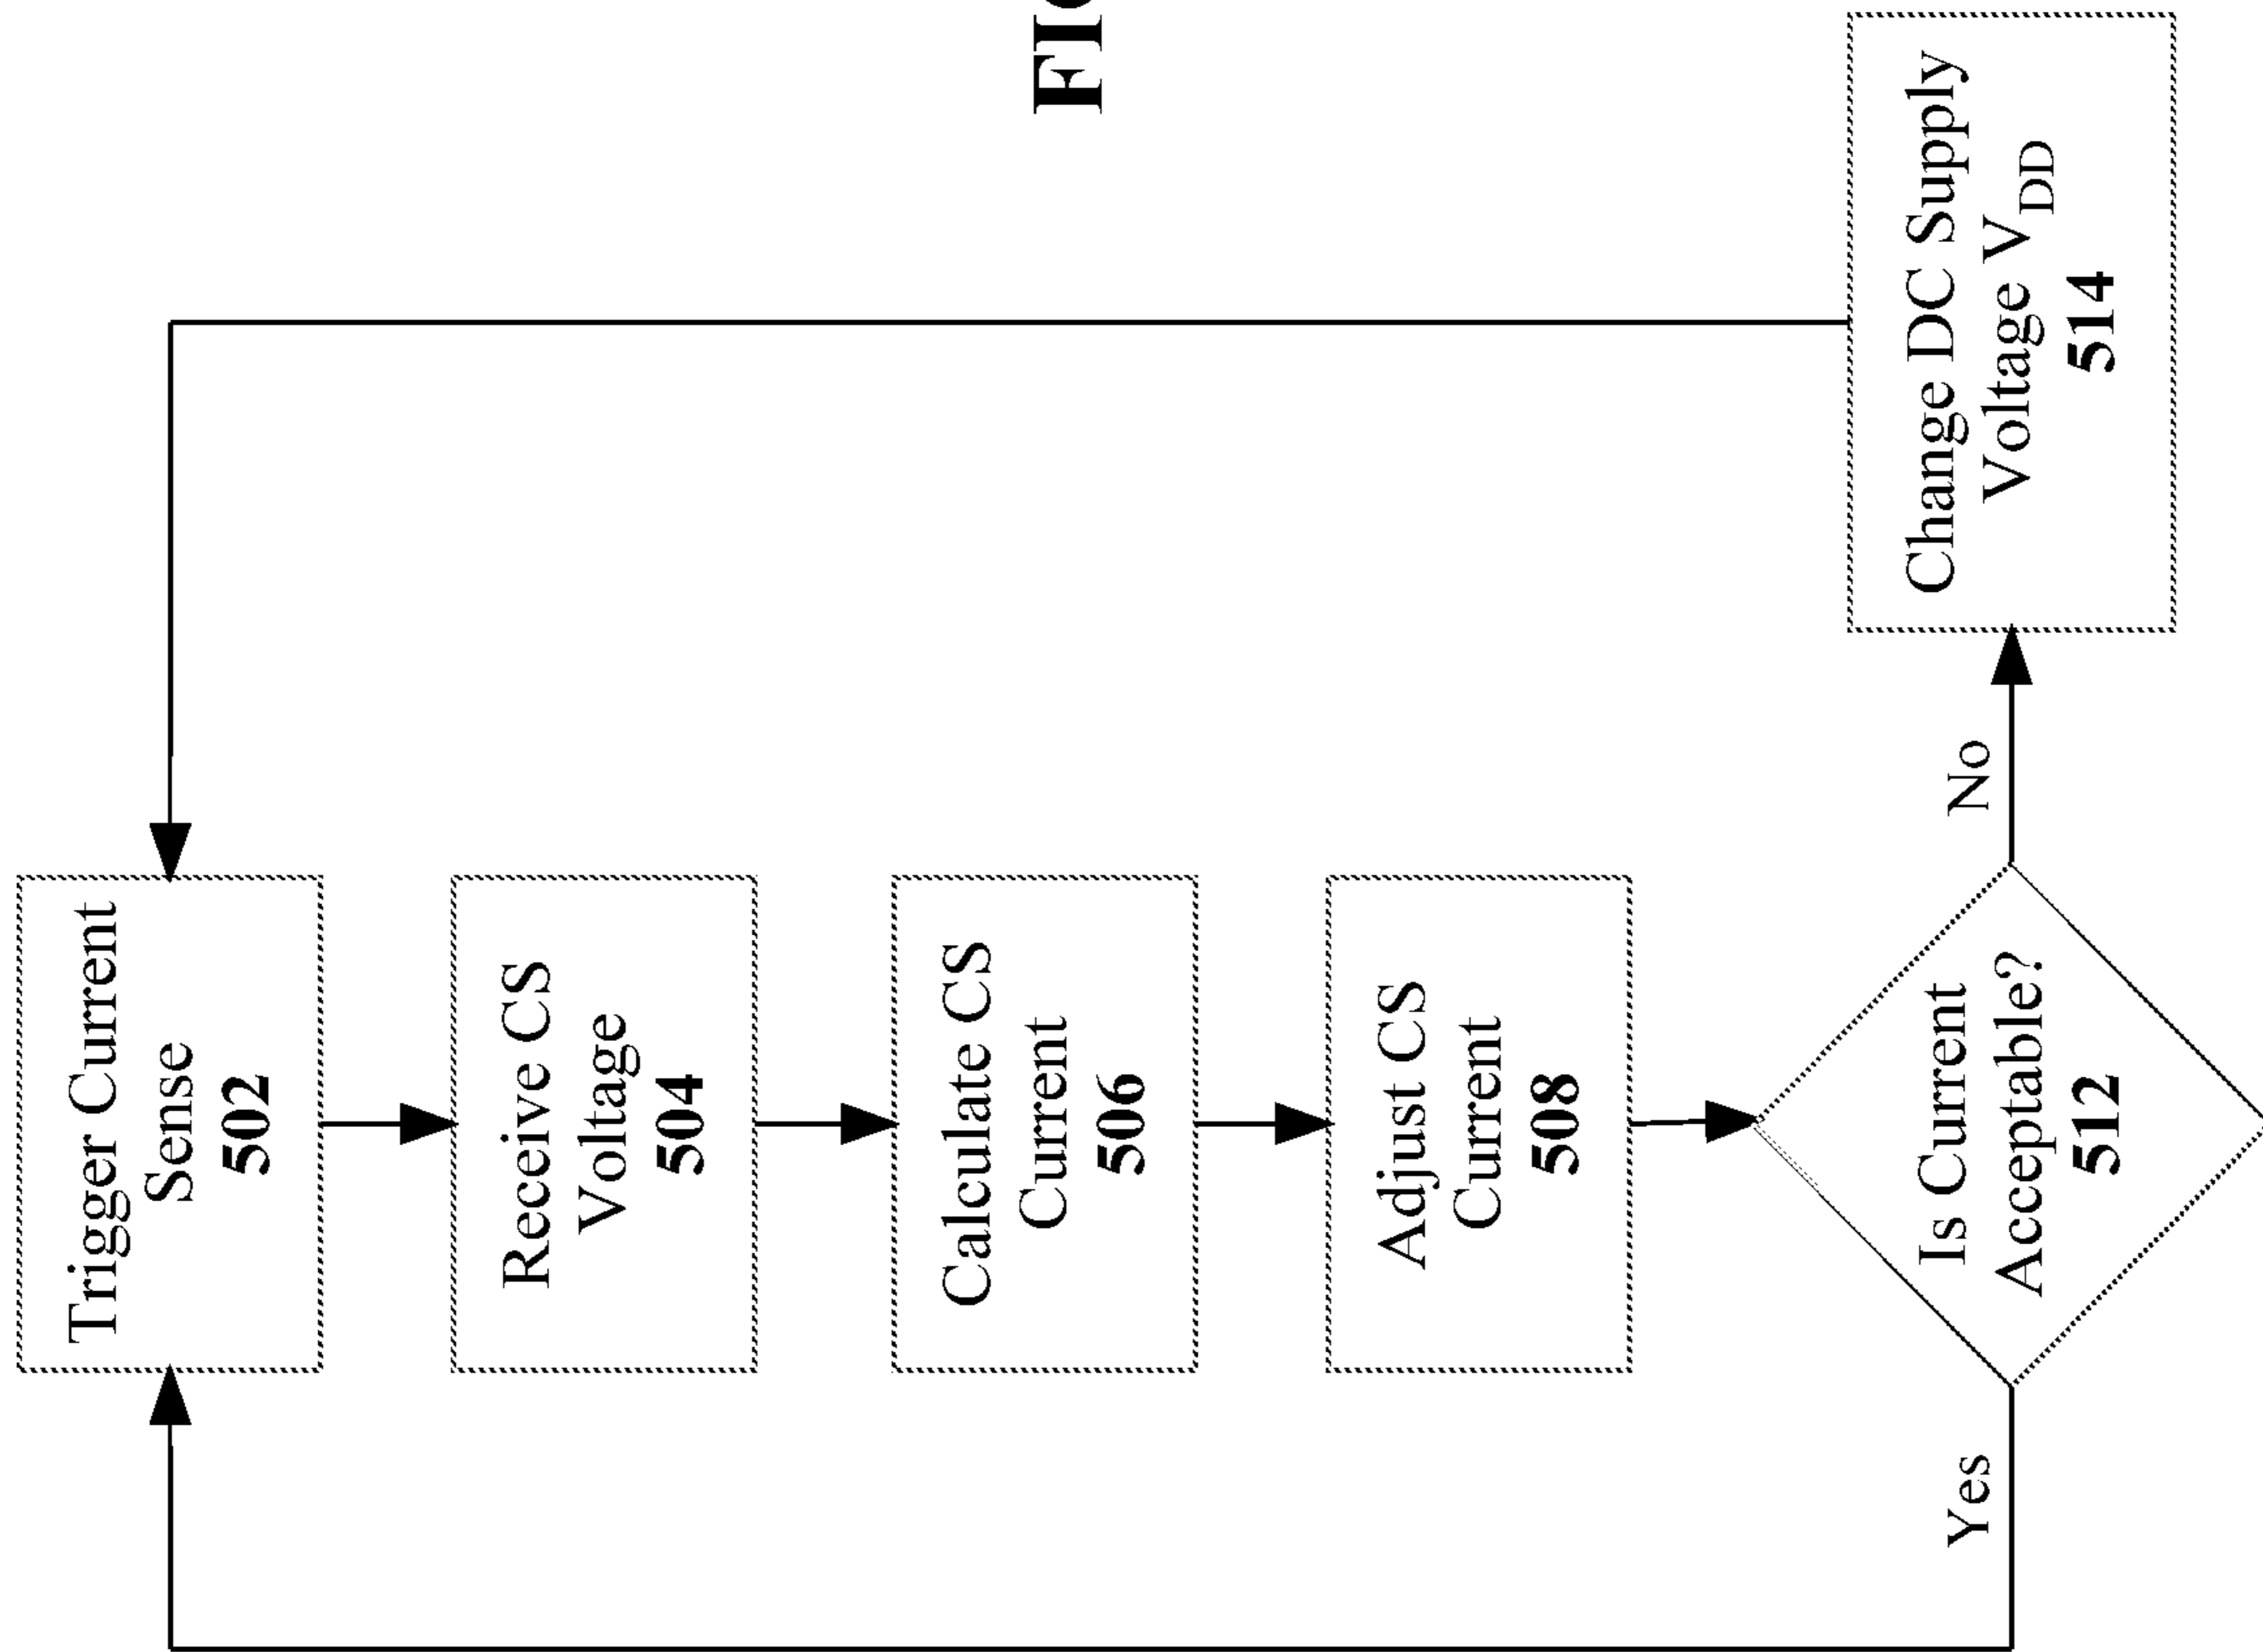 Trigger Current
Sense
502
Receive CS
Voltage
504
Calculate CS
Current
506
Adjust CS
Current
508
Is Current
Acceptable?
512
Yes
No
Change DC Supply
Voltage V_DD
514